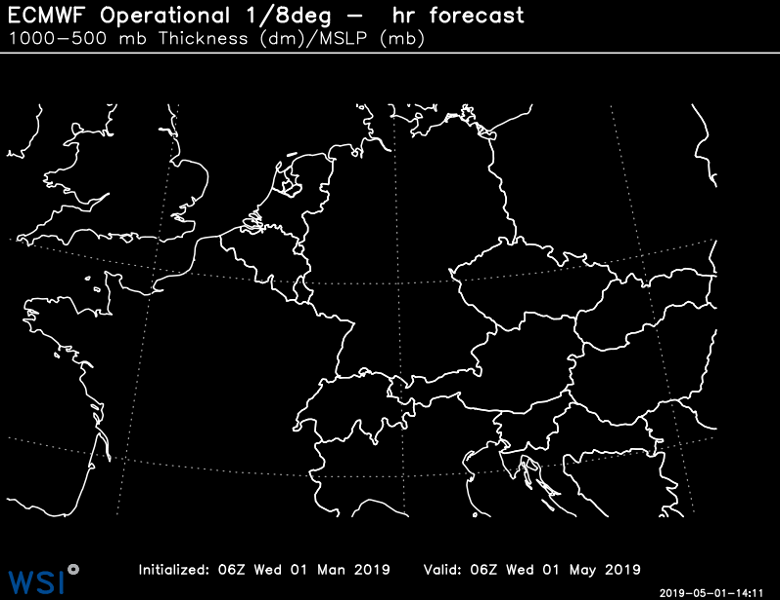 ECMWF Operational 1/8deg - hr forecast
1000-500 mb Thickness (dm)/MSLP (mb)
Initialized: 06Z Wed 01 Man 2019 Valid: 06Z Wed 01 May 2019
WSI
2019-05-01-14:11